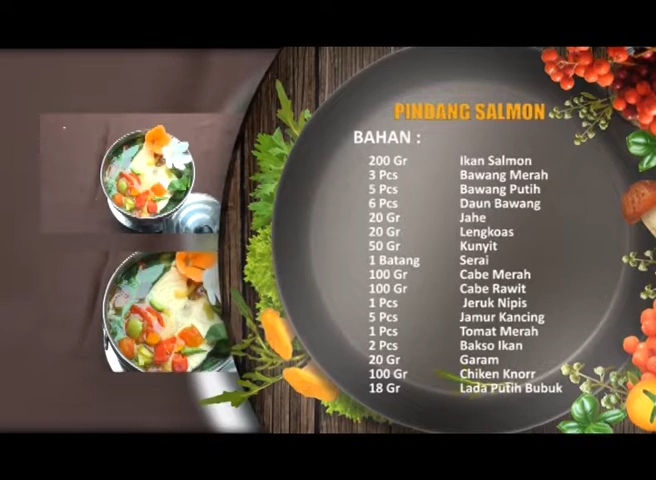 PINDANG SALMON
BAHAN :
200 Gr Ikan Salmon
3 Pcs Bawang Merah
5 Pcs Bawang Putih
6 Pcs Daun Bawang
20 Gr Jahe
20 Gr Lengkoas
50 Gr Kunyit
1 Batang Serai
100 Gr Cabe Merah
100 Gr Cabe Rawit
1 Pcs Jeruk Nipis
5 Pcs Jamur Kancing
1 Pcs Tomat Merah
2 Pcs Bakso Ikan
20 Gr Garam
100 Gr Chiken Knorr
18 Gr Lada Putih Bubuk